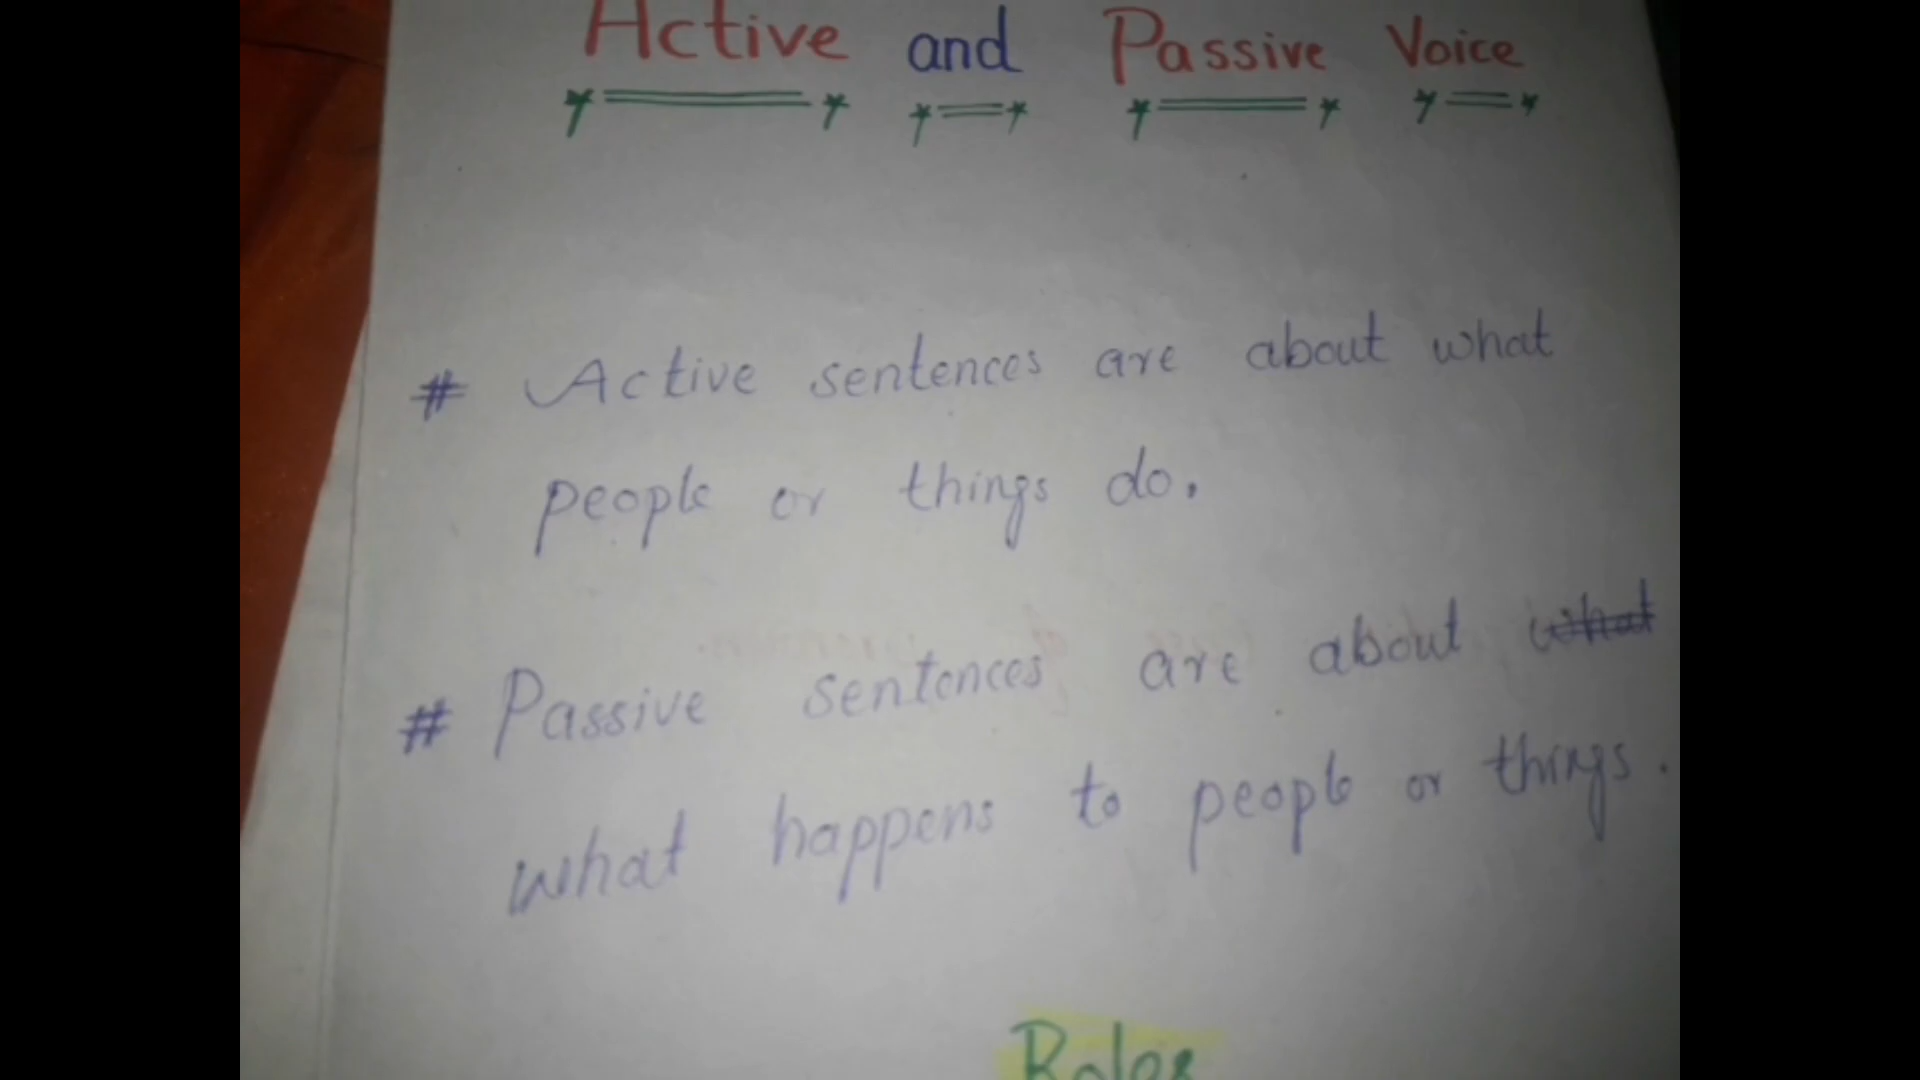 Active and Passive Voice
# Active sentences are about what
people or things do.
# Passive sentences are about what
what happens to people or things.
Roles